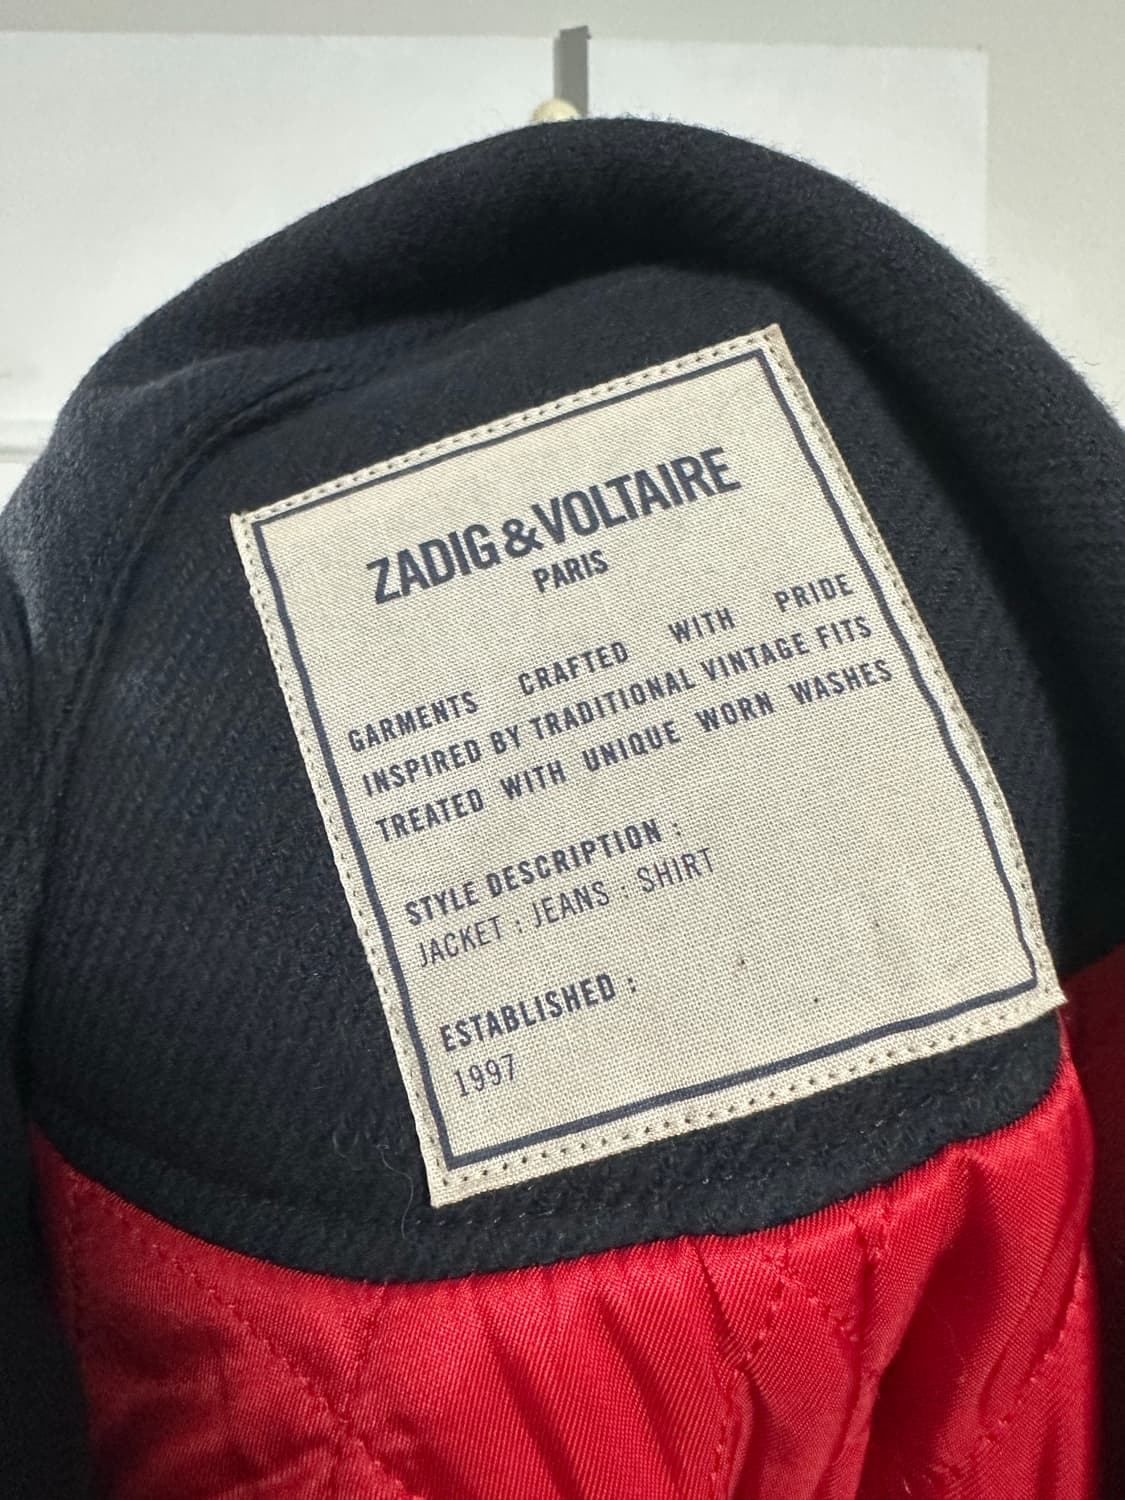 ZADIG&VOLTAIRE
PARIS
GARMENTS CRAFTED WITH PRIDE
INSPIRED BY TRADITIONAL VINTAGE FITS
TREATED WITH UNIQUE WORN WASHES
STYLE DESCRIPTION :
JACKET : JEANS : SHIRT
ESTABLISHED :
1997